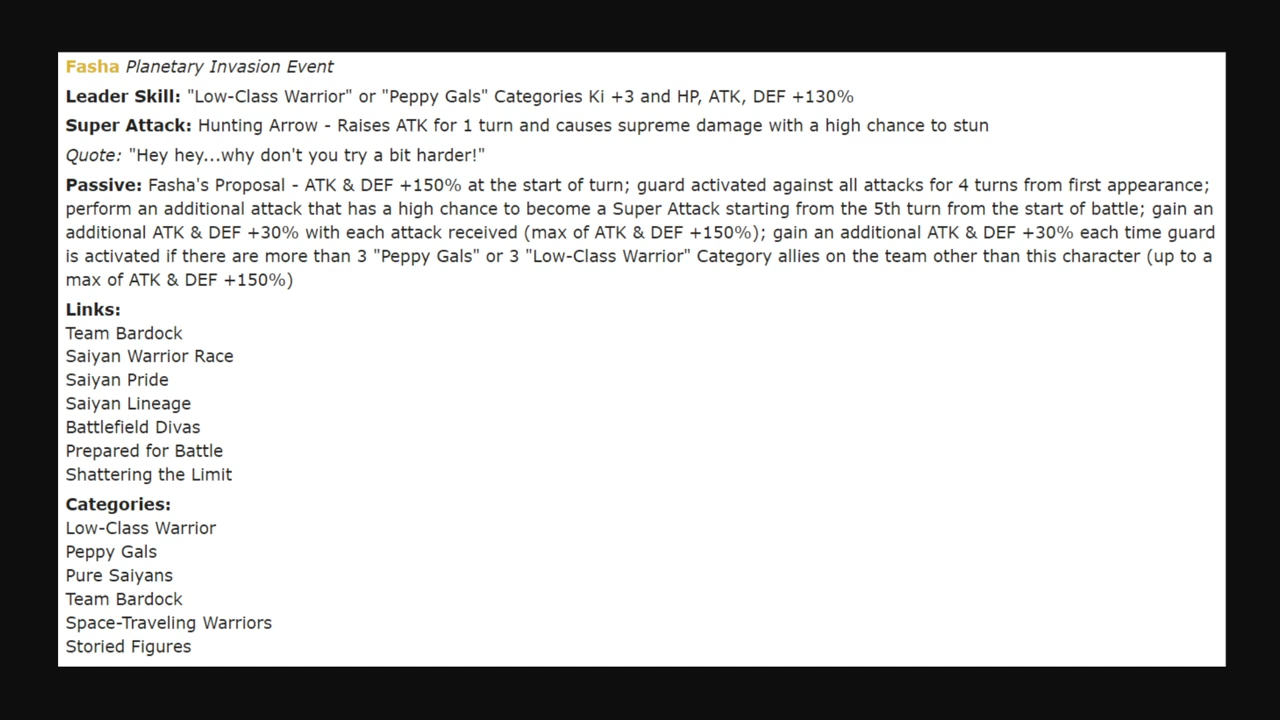 Fasha Planetary Invasion Event
Leader Skill: "Low-Class Warrior" or "Peppy Gals" Categories Ki +3 and HP, ATK, DEF +130%
Super Attack: Hunting Arrow - Raises ATK for 1 turn and causes supreme damage with a high chance to stun
Quote: "Hey hey...why don't you try a bit harder!"
Passive: Fasha's Proposal - ATK & DEF +150% at the start of turn; guard activated against all attacks for 4 turns from first appearance;
perform an additional attack that has a high chance to become a Super Attack starting from the 5th turn from the start of battle; gain an
additional ATK & DEF +30% with each attack received (max of ATK & DEF +150%); gain an additional ATK & DEF +30% each time guard
is activated if there are more than 3 "Peppy Gals" or 3 "Low-Class Warrior" Category allies on the team other than this character (up to a
max of ATK & DEF +150%)
Links:
Team Bardock
Saiyan Warrior Race
Saiyan Pride
Saiyan Lineage
Battlefield Divas
Prepared for Battle
Shattering the Limit
Categories:
Low-Class Warrior
Peppy Gals
Pure Saiyans
Team Bardock
Space-Traveling Warriors
Storied Figures